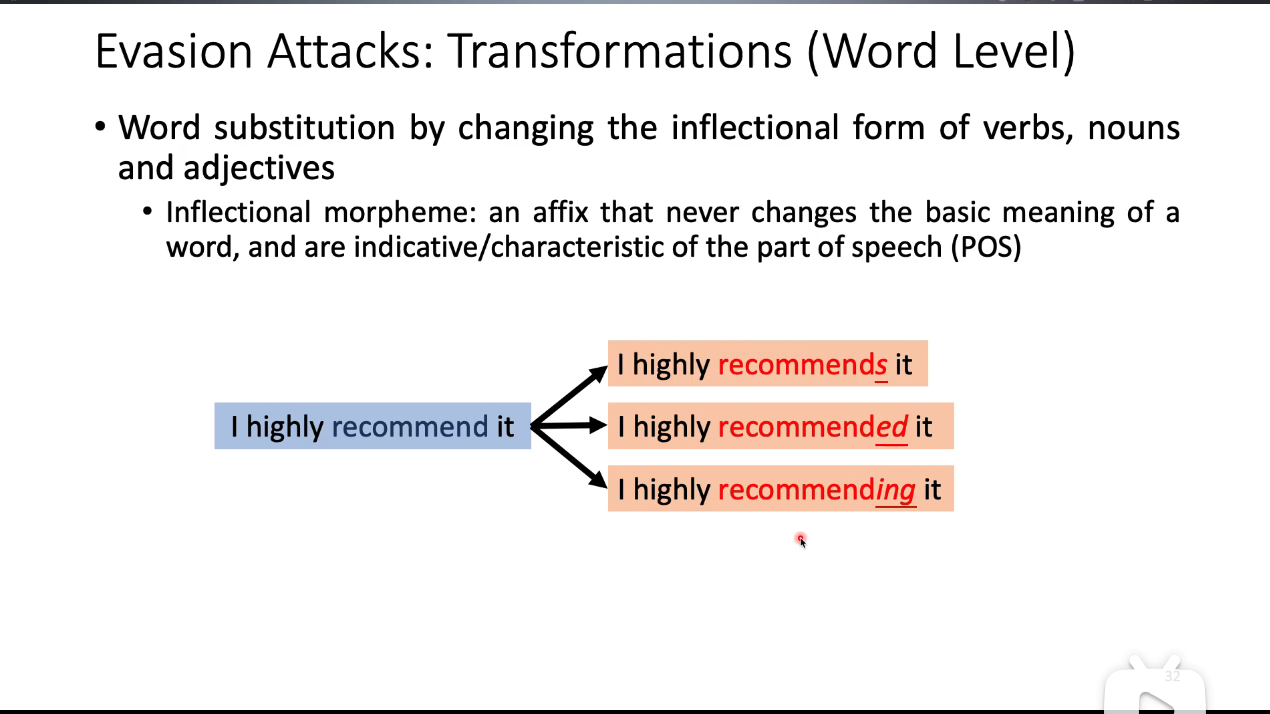 Evasion Attacks: Transformations (Word Level)
• Word substitution by changing the inflectional form of verbs, nouns
and adjectives
• Inflectional morpheme: an affix that never changes the basic meaning of a
word, and are indicative/characteristic of the part of speech (POS)
I highly recommends it
I highly recommend it
I highly recommended it
I highly recommending it
32